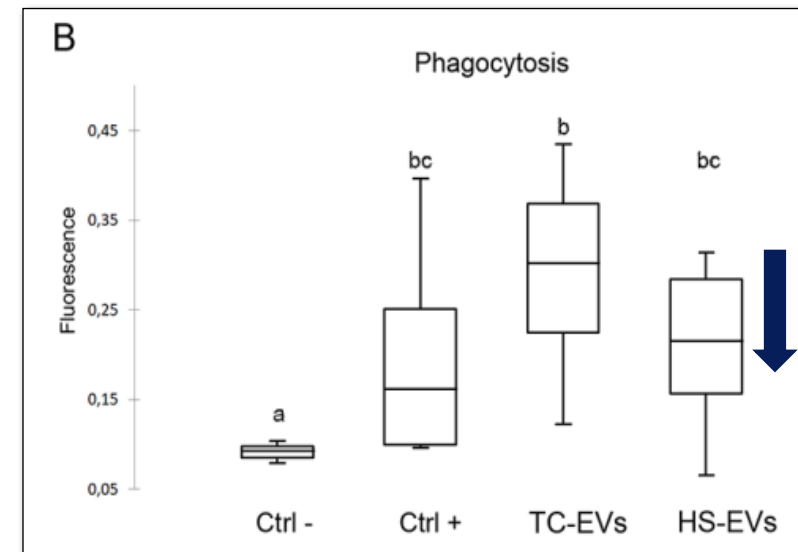 B
Phagocytosis
Fluorescence
0,45
0,35
0,25
0,15
0,05
a
bc
b
bc
Ctrl -
Ctrl +
TC-EVs
HS-EVs